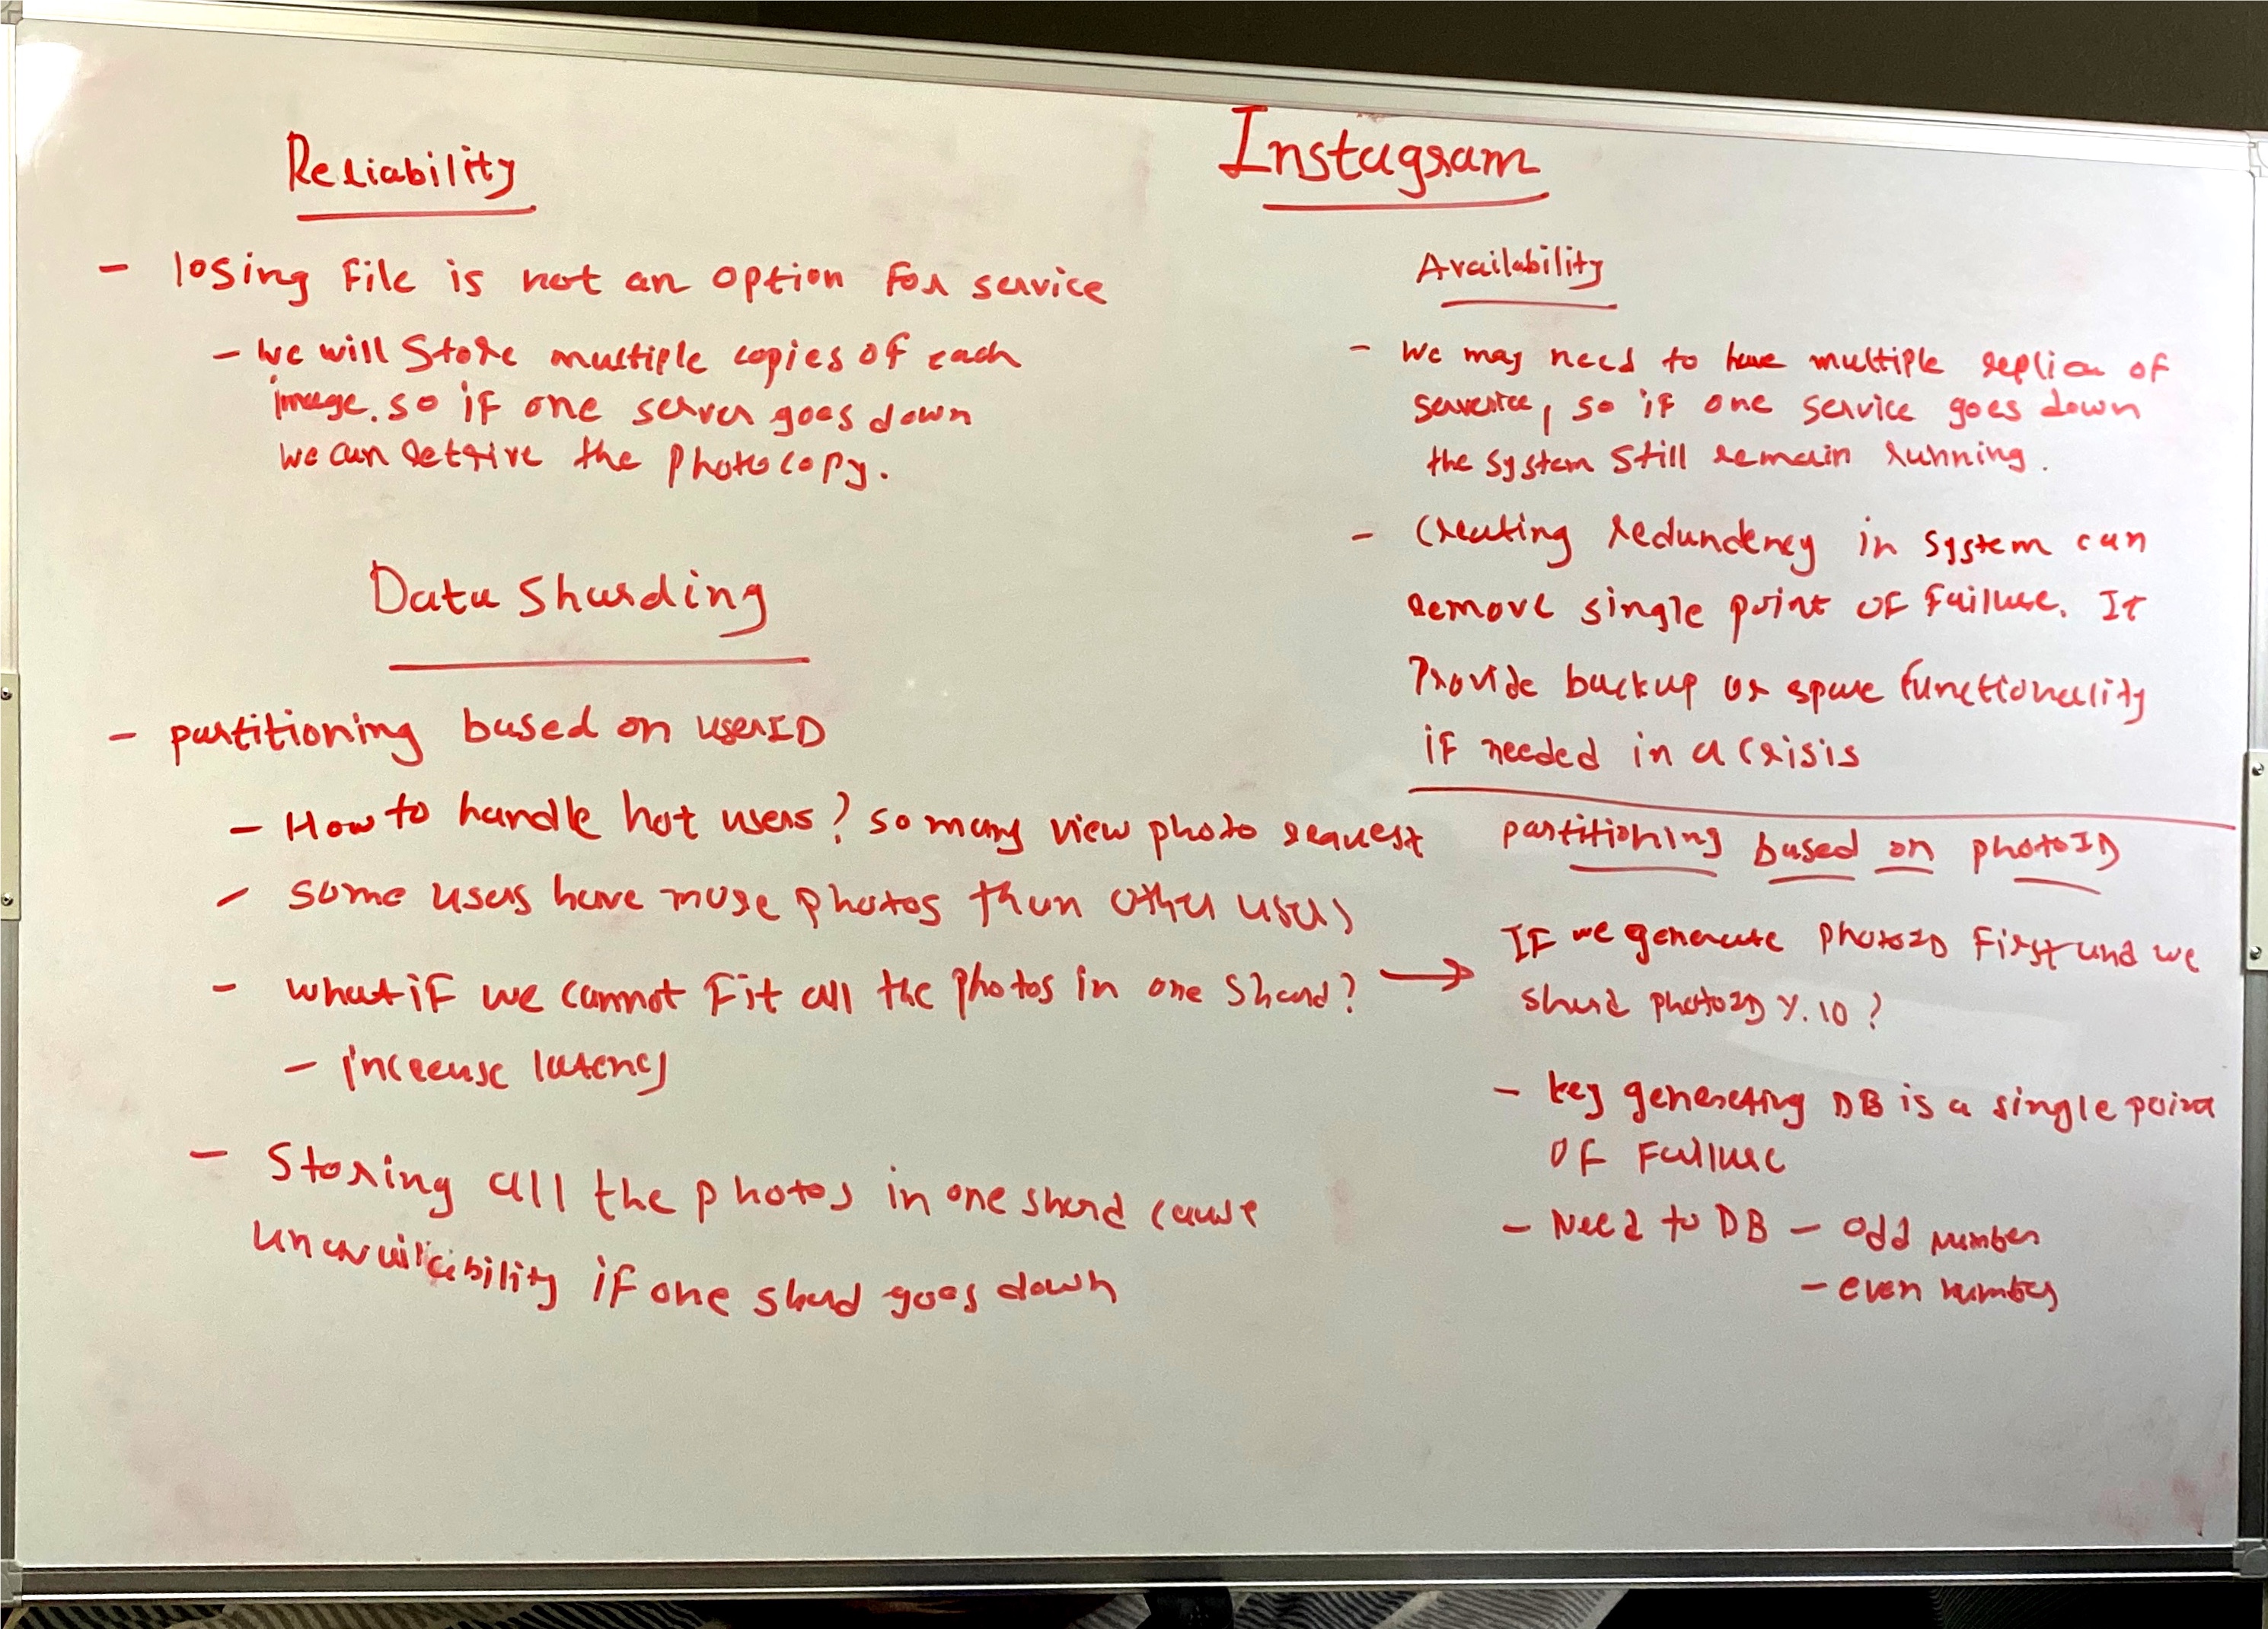 Instagram
Reliability
- losing file is not an option for service
- We will store multiple copies of each
image. so if one server goes down
we can retrive the photocopy.
Data Sharding
- partitioning based on userID
- How to handle hot users? so many view photo request
- some users have more photos than other users
- what if we cannot fit all the photos in one shard? →
- increase latency
- Storing all the photos in one shard cause
unavailability if one shard goes down
Availability
- We may need to have multiple replica of
service, so if one service goes down
the system still remain running.
- Creating redundency in system can
remove single point of failure. It
Provide backup or spare functionality
if needed in a crisis
partitioning based on photoID
If we generate photoID first and we
shard photoID %10?
- key generating DB is a single point
of Failure
- Need to DB - odd number
- even number